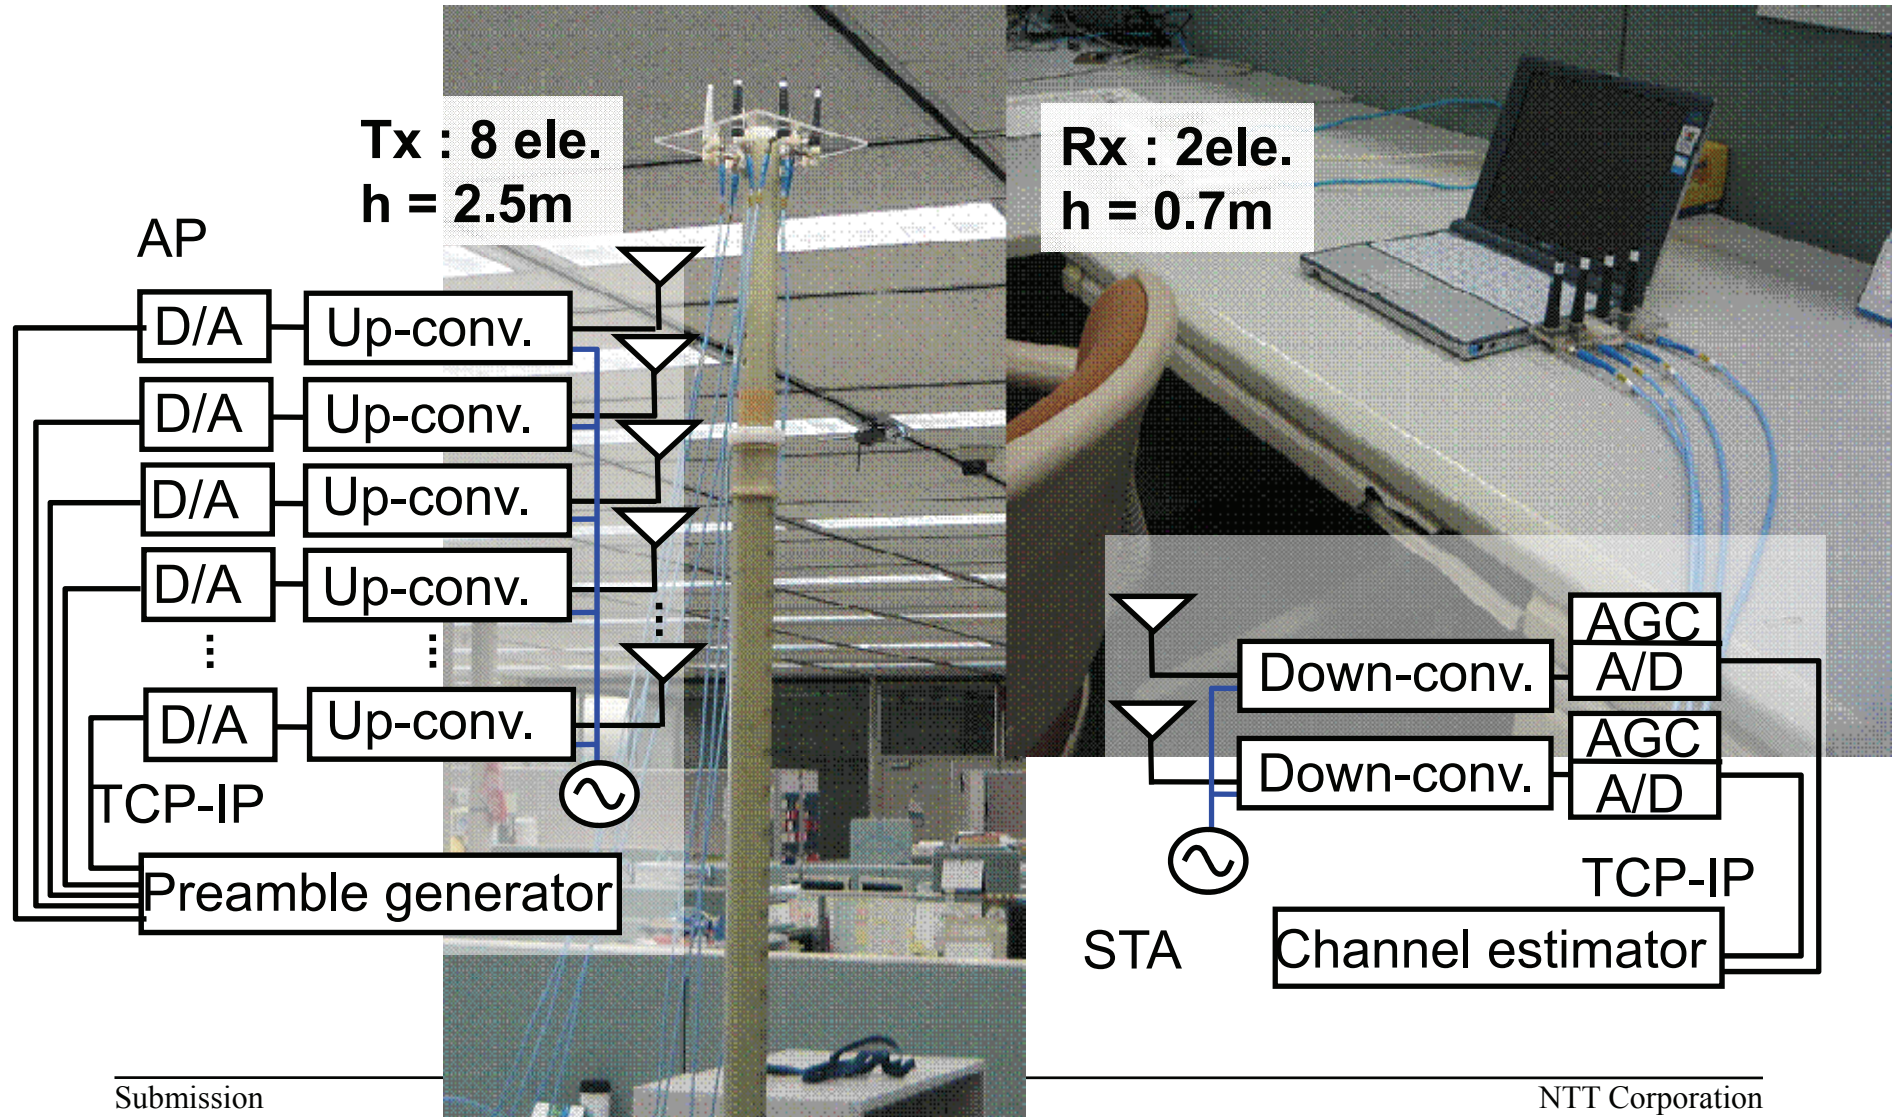 Tx : 8 ele.
h = 2.5m
Rx : 2ele.
h = 0.7m
AP
D/A
Up-conv.
D/A
Up-conv.
D/A
Up-conv.
D/A
Up-conv.
...
...
...
D/A
Up-conv.
TCP-IP
Preamble generator
Down-conv.
AGC
A/D
Down-conv.
AGC
A/D
TCP-IP
STA
Channel estimator
Submission
NTT Corporation